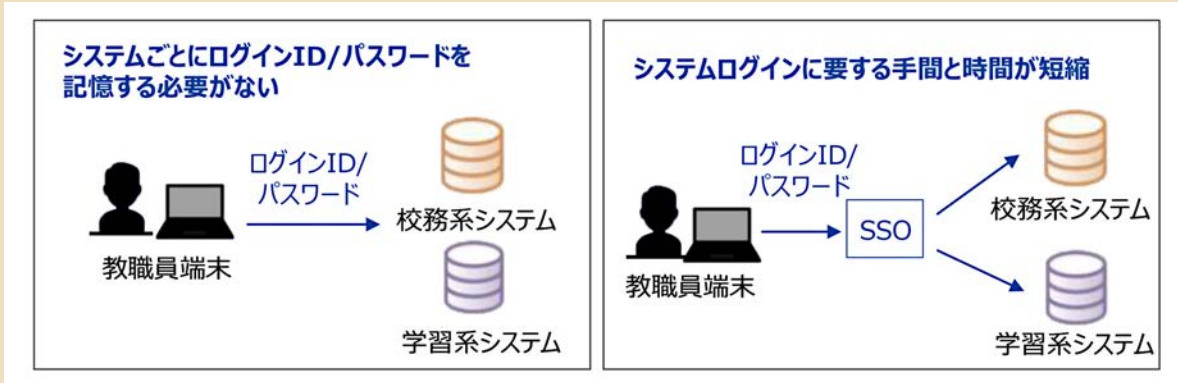 システムごとにログインID/パスワードを
記憶する必要がない
ログインID/
パスワード
校務系システム
教職員端末
学習系システム
システムログインに要する手間と時間が短縮
ログインID/
パスワード
SSO
校務系システム
教職員端末
学習系システム